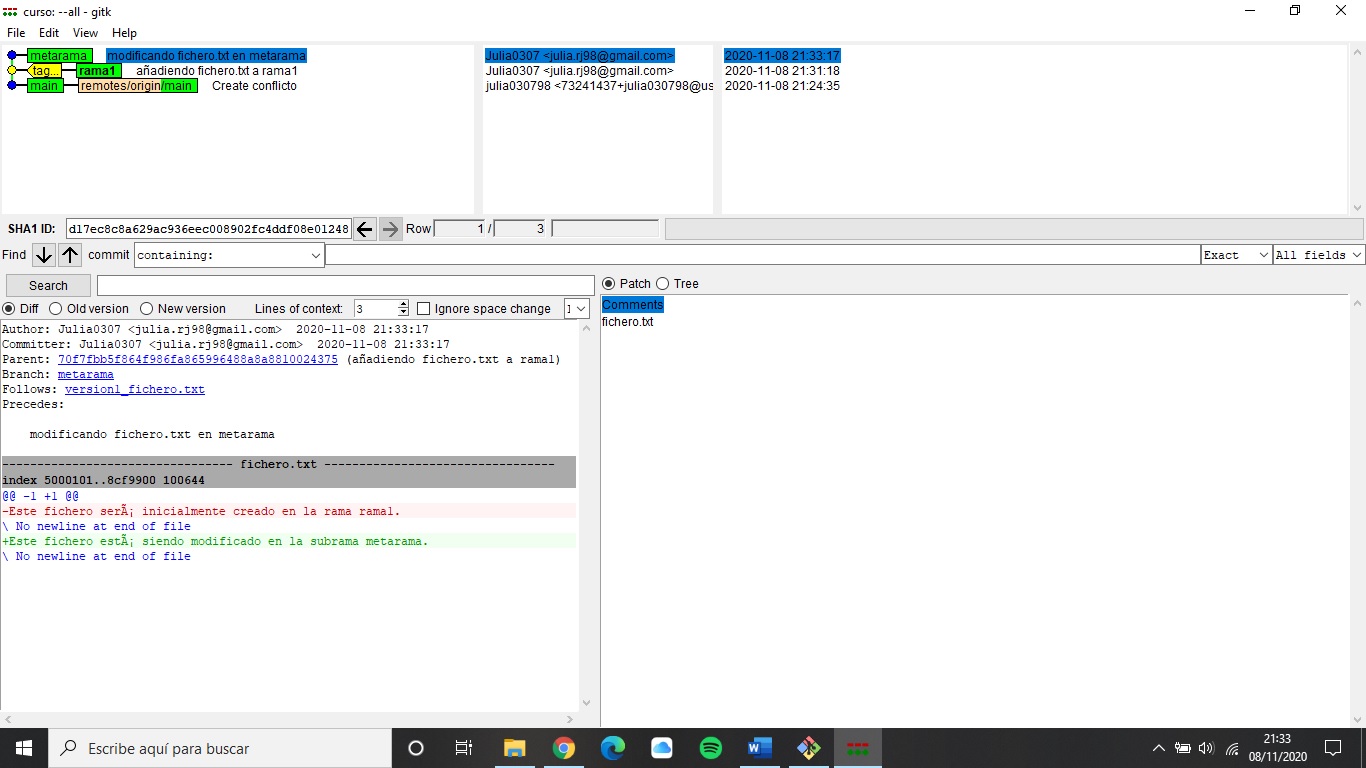 curso: --all - gitk
File Edit View Help
metarama modificando fichero.txt en metarama Julia0307 <julia.rj98@gmail.com> 2020-11-08 21:33:17
tag... rama1 añadiendo fichero.txt a rama1 Julia0307 <julia.rj98@gmail.com> 2020-11-08 21:31:18
main remotes/origin/main Create conflicto julia030798 <73241437+julia030798@us 2020-11-08 21:24:35
SHA1 ID: d17ec8c8a629ac936eec008902fc4ddf08e01248 Row 1 / 3
Find commit containing: Exact All fields
Search Patch Tree
Diff Old version New version Lines of context: 3 Ignore space change
Comments
fichero.txt
Author: Julia0307 <julia.rj98@gmail.com> 2020-11-08 21:33:17
Committer: Julia0307 <julia.rj98@gmail.com> 2020-11-08 21:33:17
Parent: 70f7fbb5f864f986fa865996488a8a8810024375 (añadiendo fichero.txt a rama1)
Branch: metarama
Follows: version1_fichero.txt
Precedes:
modificando fichero.txt en metarama
--------------------------------- fichero.txt ---------------------------------
index 5000101..8cf9900 100644
@@ -1 +1 @@
-Este fichero serÃ¡ inicialmente creado en la rama rama1.
\ No newline at end of file
+Este fichero estÃ¡ siendo modificado en la subrama metarama.
\ No newline at end of file
Escribe aquí para buscar
21:33
08/11/2020